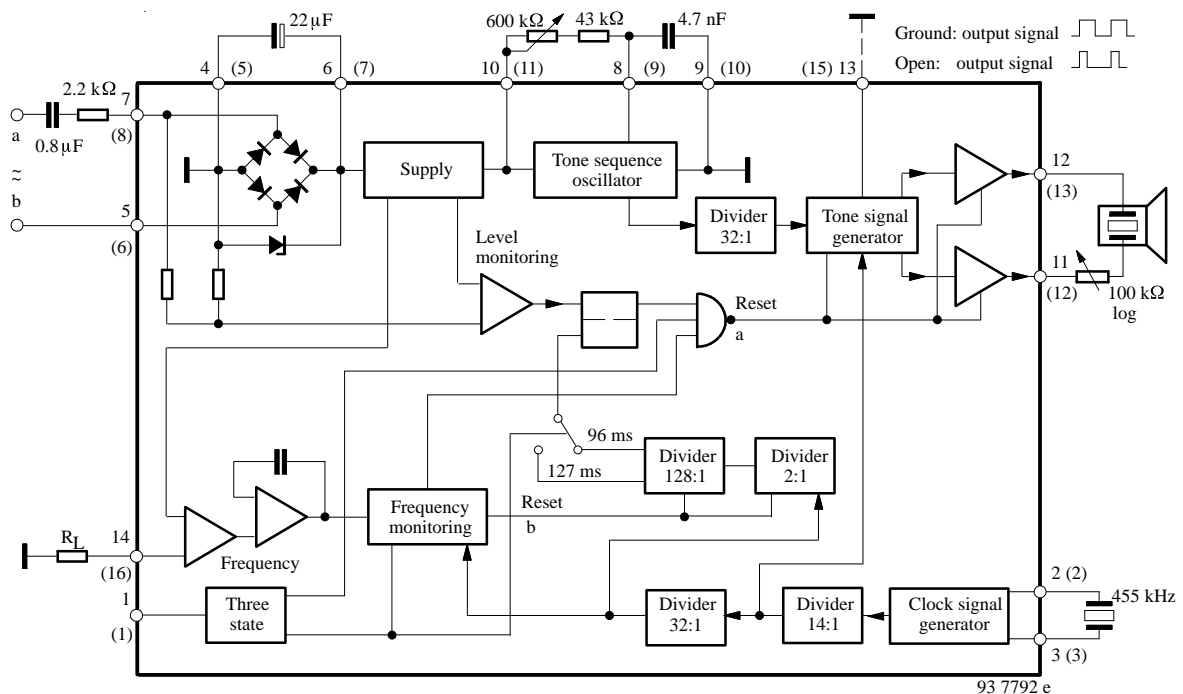 22 µF
600 kΩ
43 kΩ
4.7 nF
Ground: output signal
Open: output signal
4
(5)
6
(7)
10
(11)
8
(9)
9
(10)
(15)
13
2.2 kΩ
7
(8)
a
0.8 µF
≈
b
5
(6)
Supply
Tone sequence
oscillator
12
(13)
Divider
32:1
Tone signal
generator
Level
monitoring
11
(12)
100 kΩ
log
Reset
a
96 ms
127 ms
Divider
128:1
Divider
2:1
Frequency
monitoring
Reset
b
RL
14
(16)
Frequency
1
(1)
Three
state
Divider
32:1
Divider
14:1
Clock signal
generator
2 (2)
455 kHz
3 (3)
93 7792 e